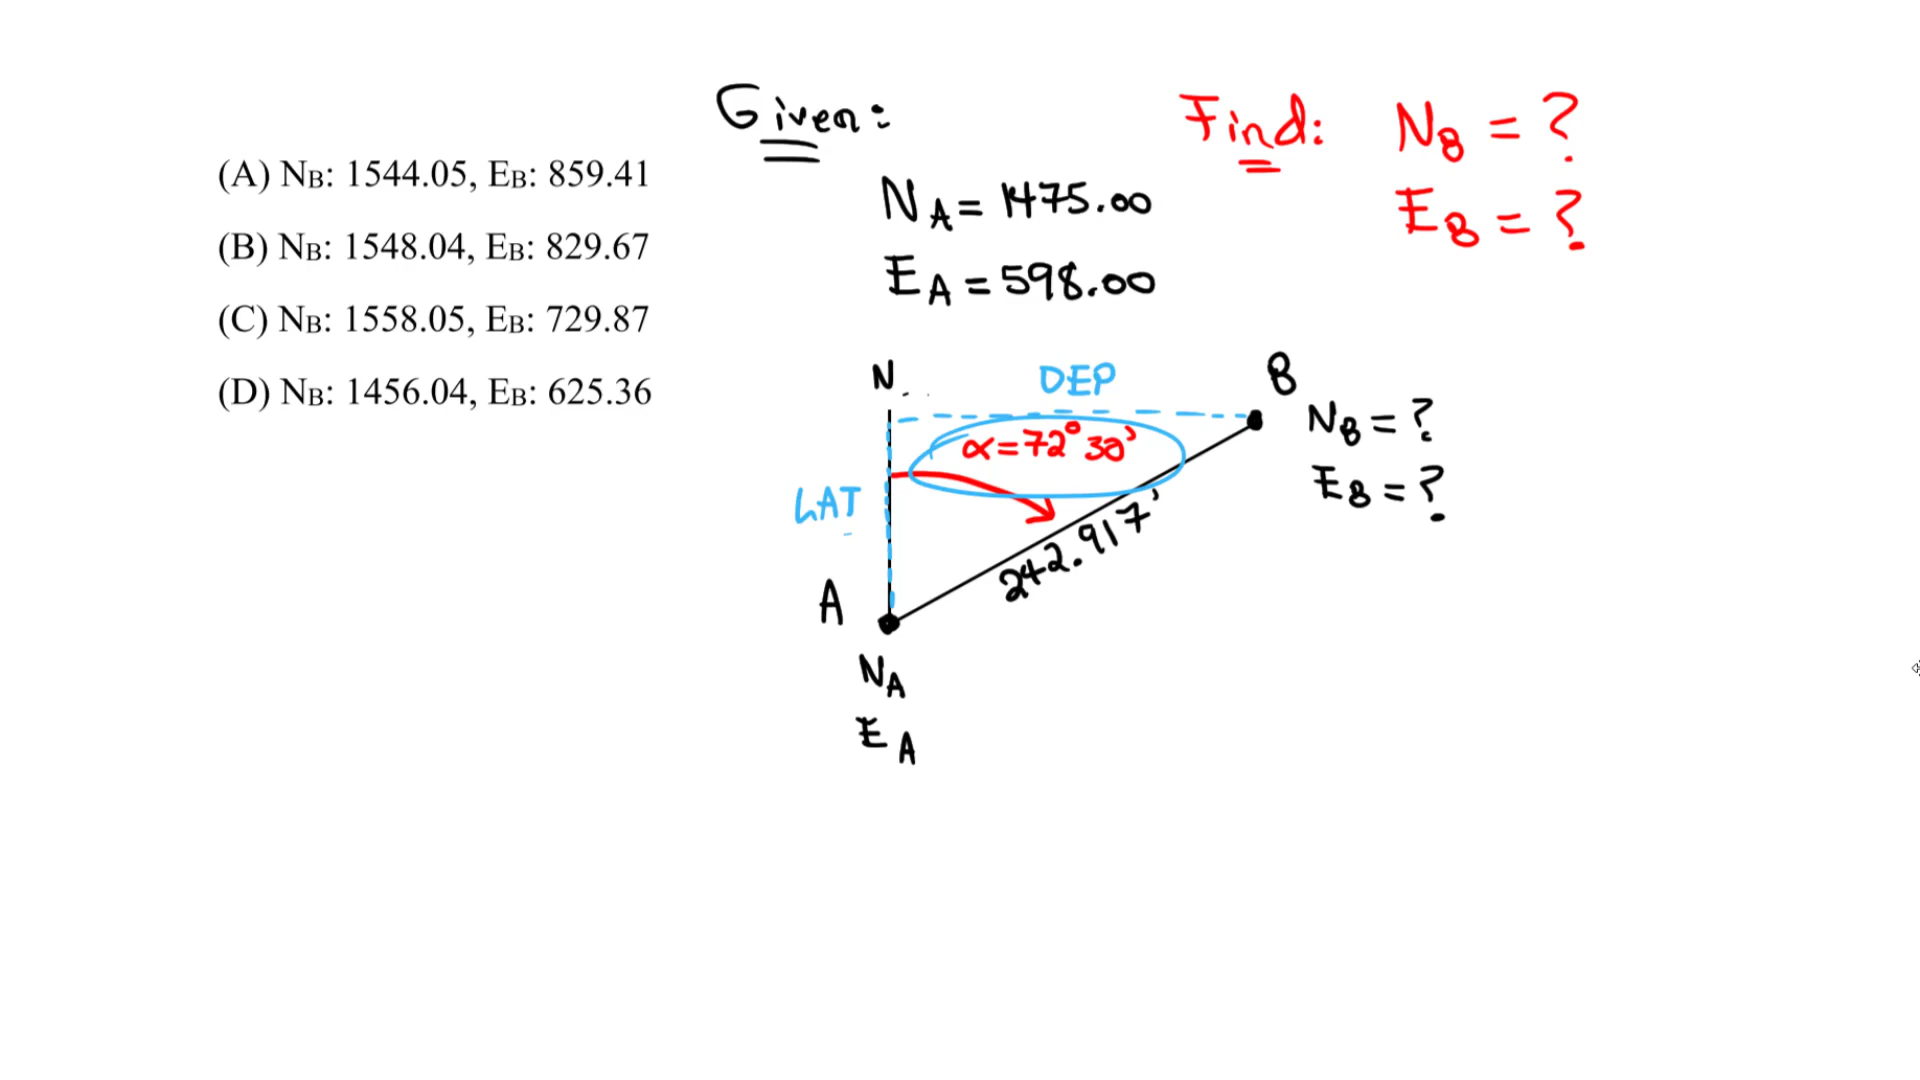 (A) NB: 1544.05, EB: 859.41
(B) NB: 1548.04, EB: 829.67
(C) NB: 1558.05, EB: 729.87
(D) NB: 1456.04, EB: 625.36
Given:
NA = 1475.00
EA = 598.00
Find: NB = ?
EB = ?
N
DEP
B
α = 72° 30'
NB = ?
EB = ?
LAT
242.917'
A
NA
EA